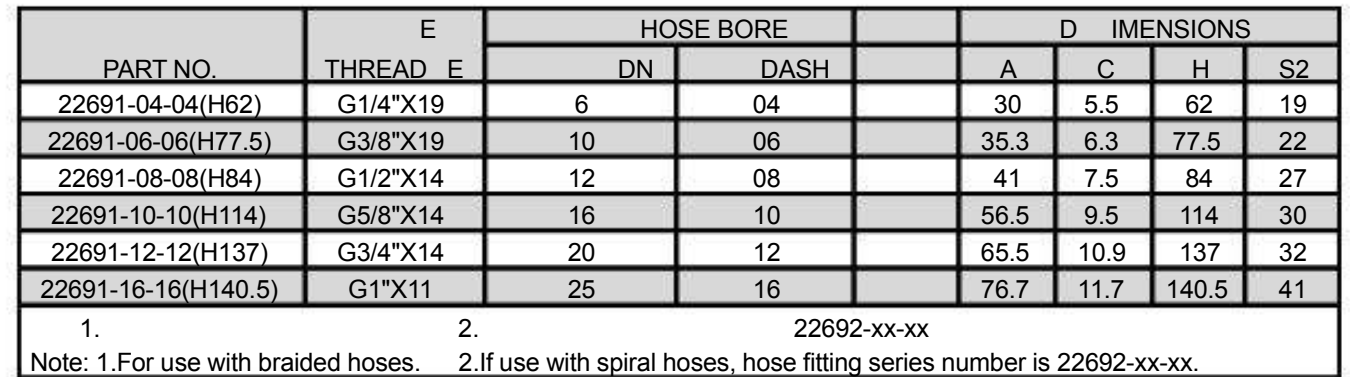 E HOSE BORE D IMENSIONS
PART NO. THREAD E DN DASH A C H S2
22691-04-04(H62) G1/4"X19 6 04 30 5.5 62 19
22691-06-06(H77.5) G3/8"X19 10 06 35.3 6.3 77.5 22
22691-08-08(H84) G1/2"X14 12 08 41 7.5 84 27
22691-10-10(H114) G5/8"X14 16 10 56.5 9.5 114 30
22691-12-12(H137) G3/4"X14 20 12 65.5 10.9 137 32
22691-16-16(H140.5) G1"X11 25 16 76.7 11.7 140.5 41
1. 2. 22692-xx-xx
Note: 1.For use with braided hoses. 2.If use with spiral hoses, hose fitting series number is 22692-xx-xx.